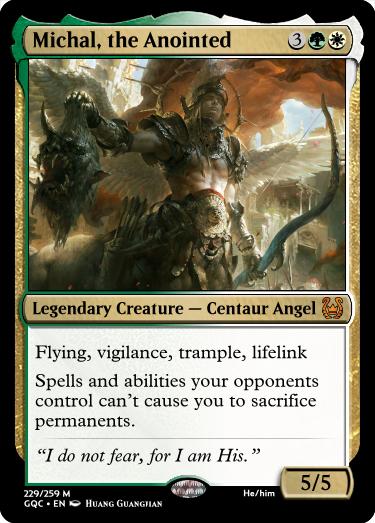 Michal, the Anointed 3
Legendary Creature — Centaur Angel
Flying, vigilance, trample, lifelink
Spells and abilities your opponents
control can't cause you to sacrifice
permanents.
“I do not fear, for I am His.”
5/5
229/259 M He/him
GQC • EN Huang Guangjian